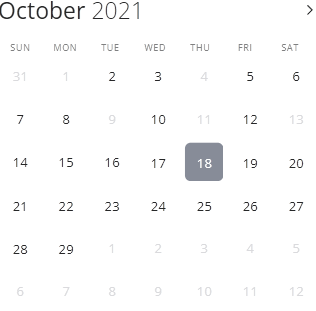 October 2021
SUN MON TUE WED THU FRI SAT
31 1 2 3 4 5 6
7 8 9 10 11 12 13
14 15 16 17 18 19 20
21 22 23 24 25 26 27
28 29 1 2 3 4 5
6 7 8 9 10 11 12